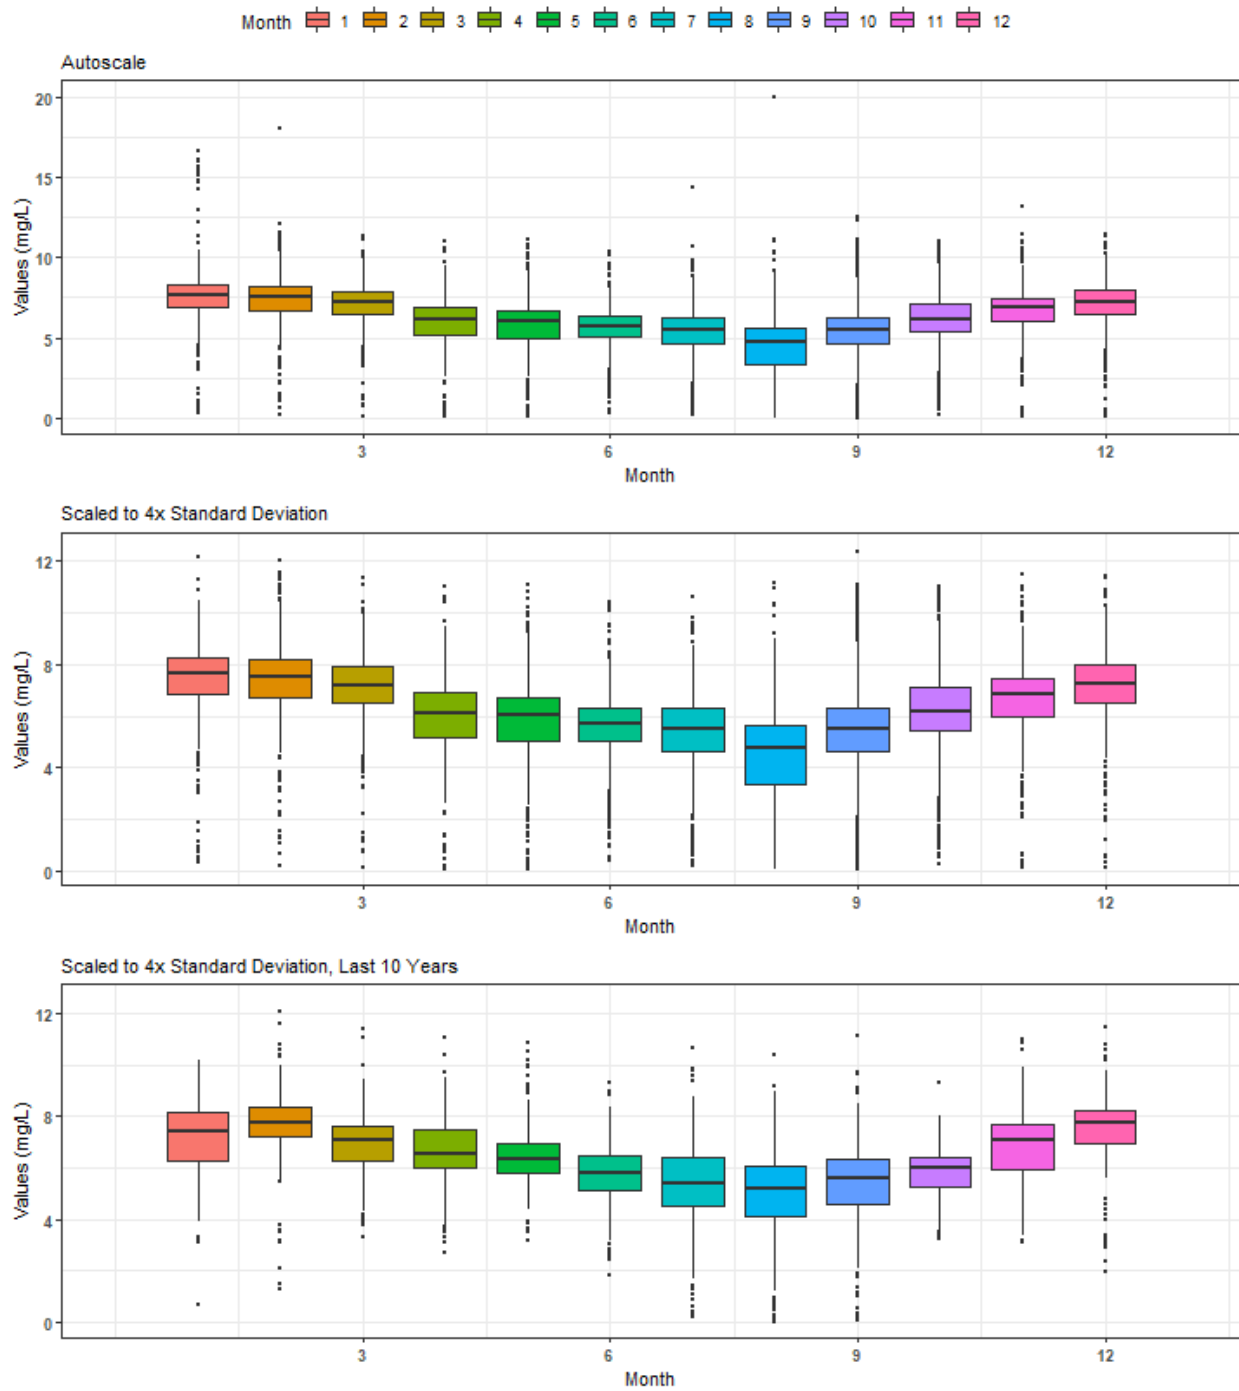 Month 1 2 3 4 5 6 7 8 9 10 11 12
Autoscale
Values (mg/L)
20
15
10
5
0
3 6 9 12
Month
Scaled to 4x Standard Deviation
Values (mg/L)
12
8
4
0
3 6 9 12
Month
Scaled to 4x Standard Deviation, Last 10 Years
Values (mg/L)
12
8
4
0
3 6 9 12
Month